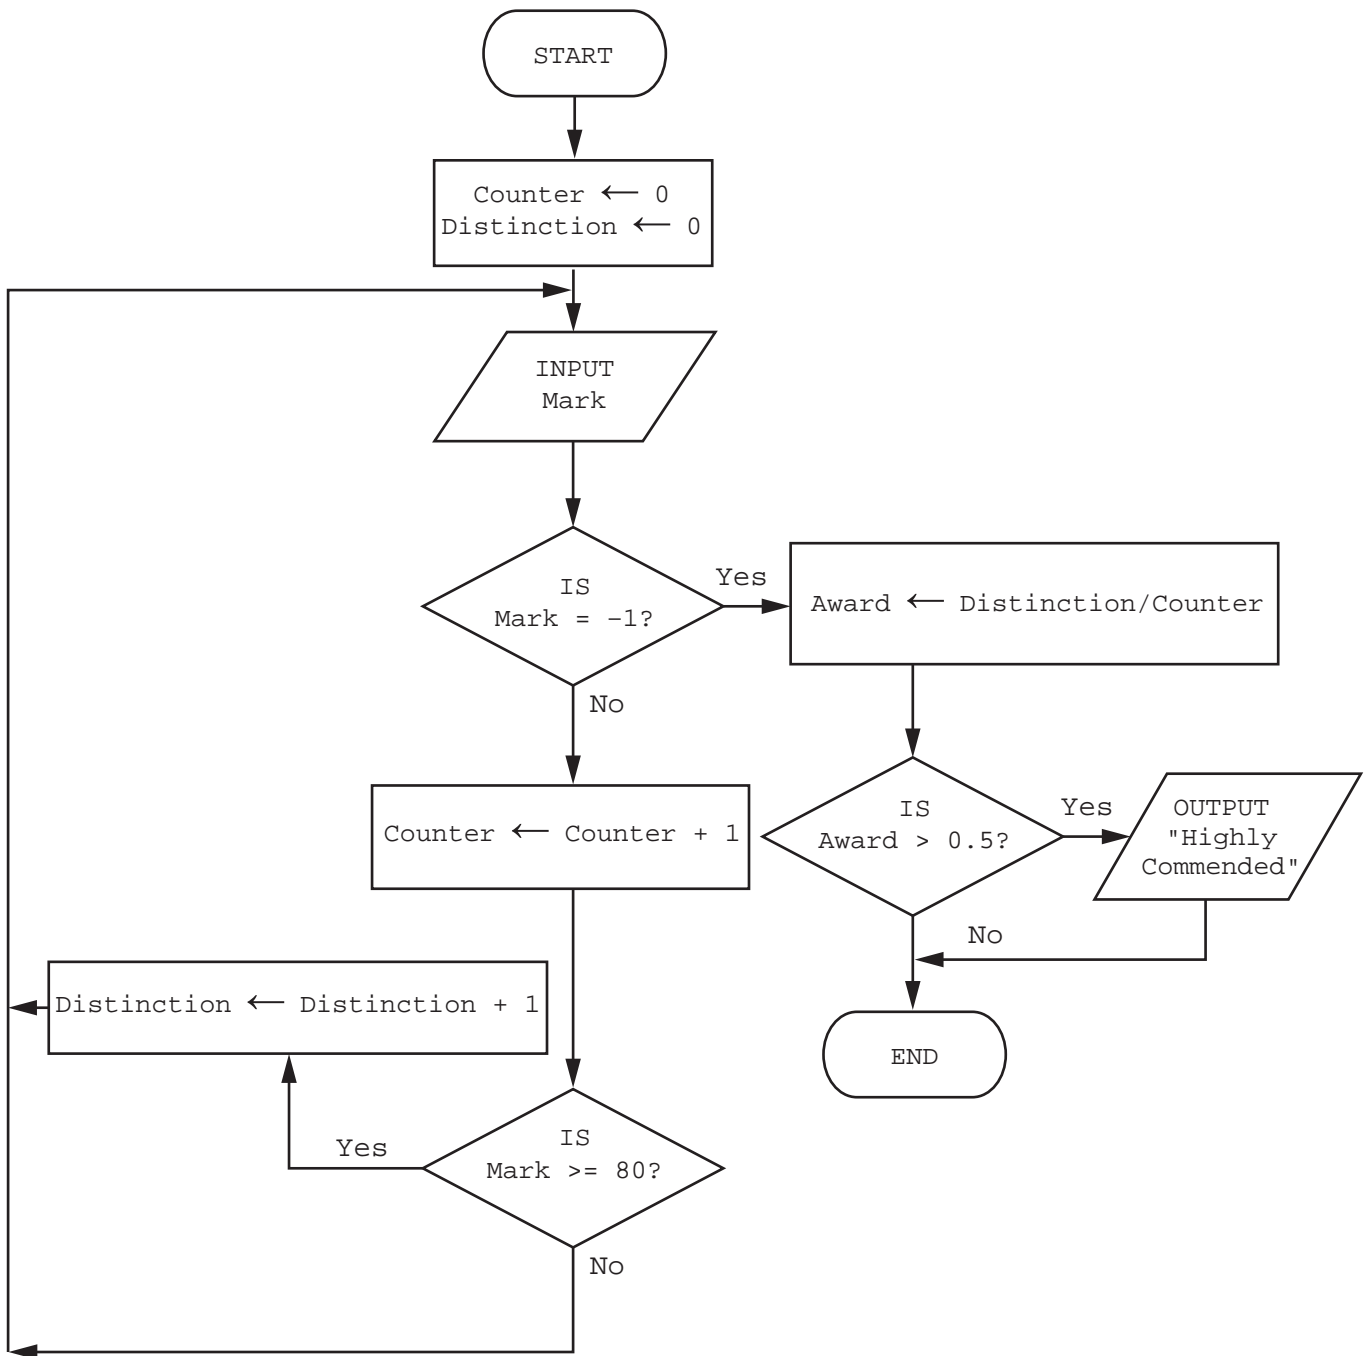 START
Counter ← 0
Distinction ← 0
INPUT
Mark
IS
Mark = –1?
Yes
Award ← Distinction/Counter
No
Counter ← Counter + 1
IS
Award > 0.5?
Yes
OUTPUT
"Highly
Commended"
No
Distinction ← Distinction + 1
END
IS
Mark >= 80?
Yes
No